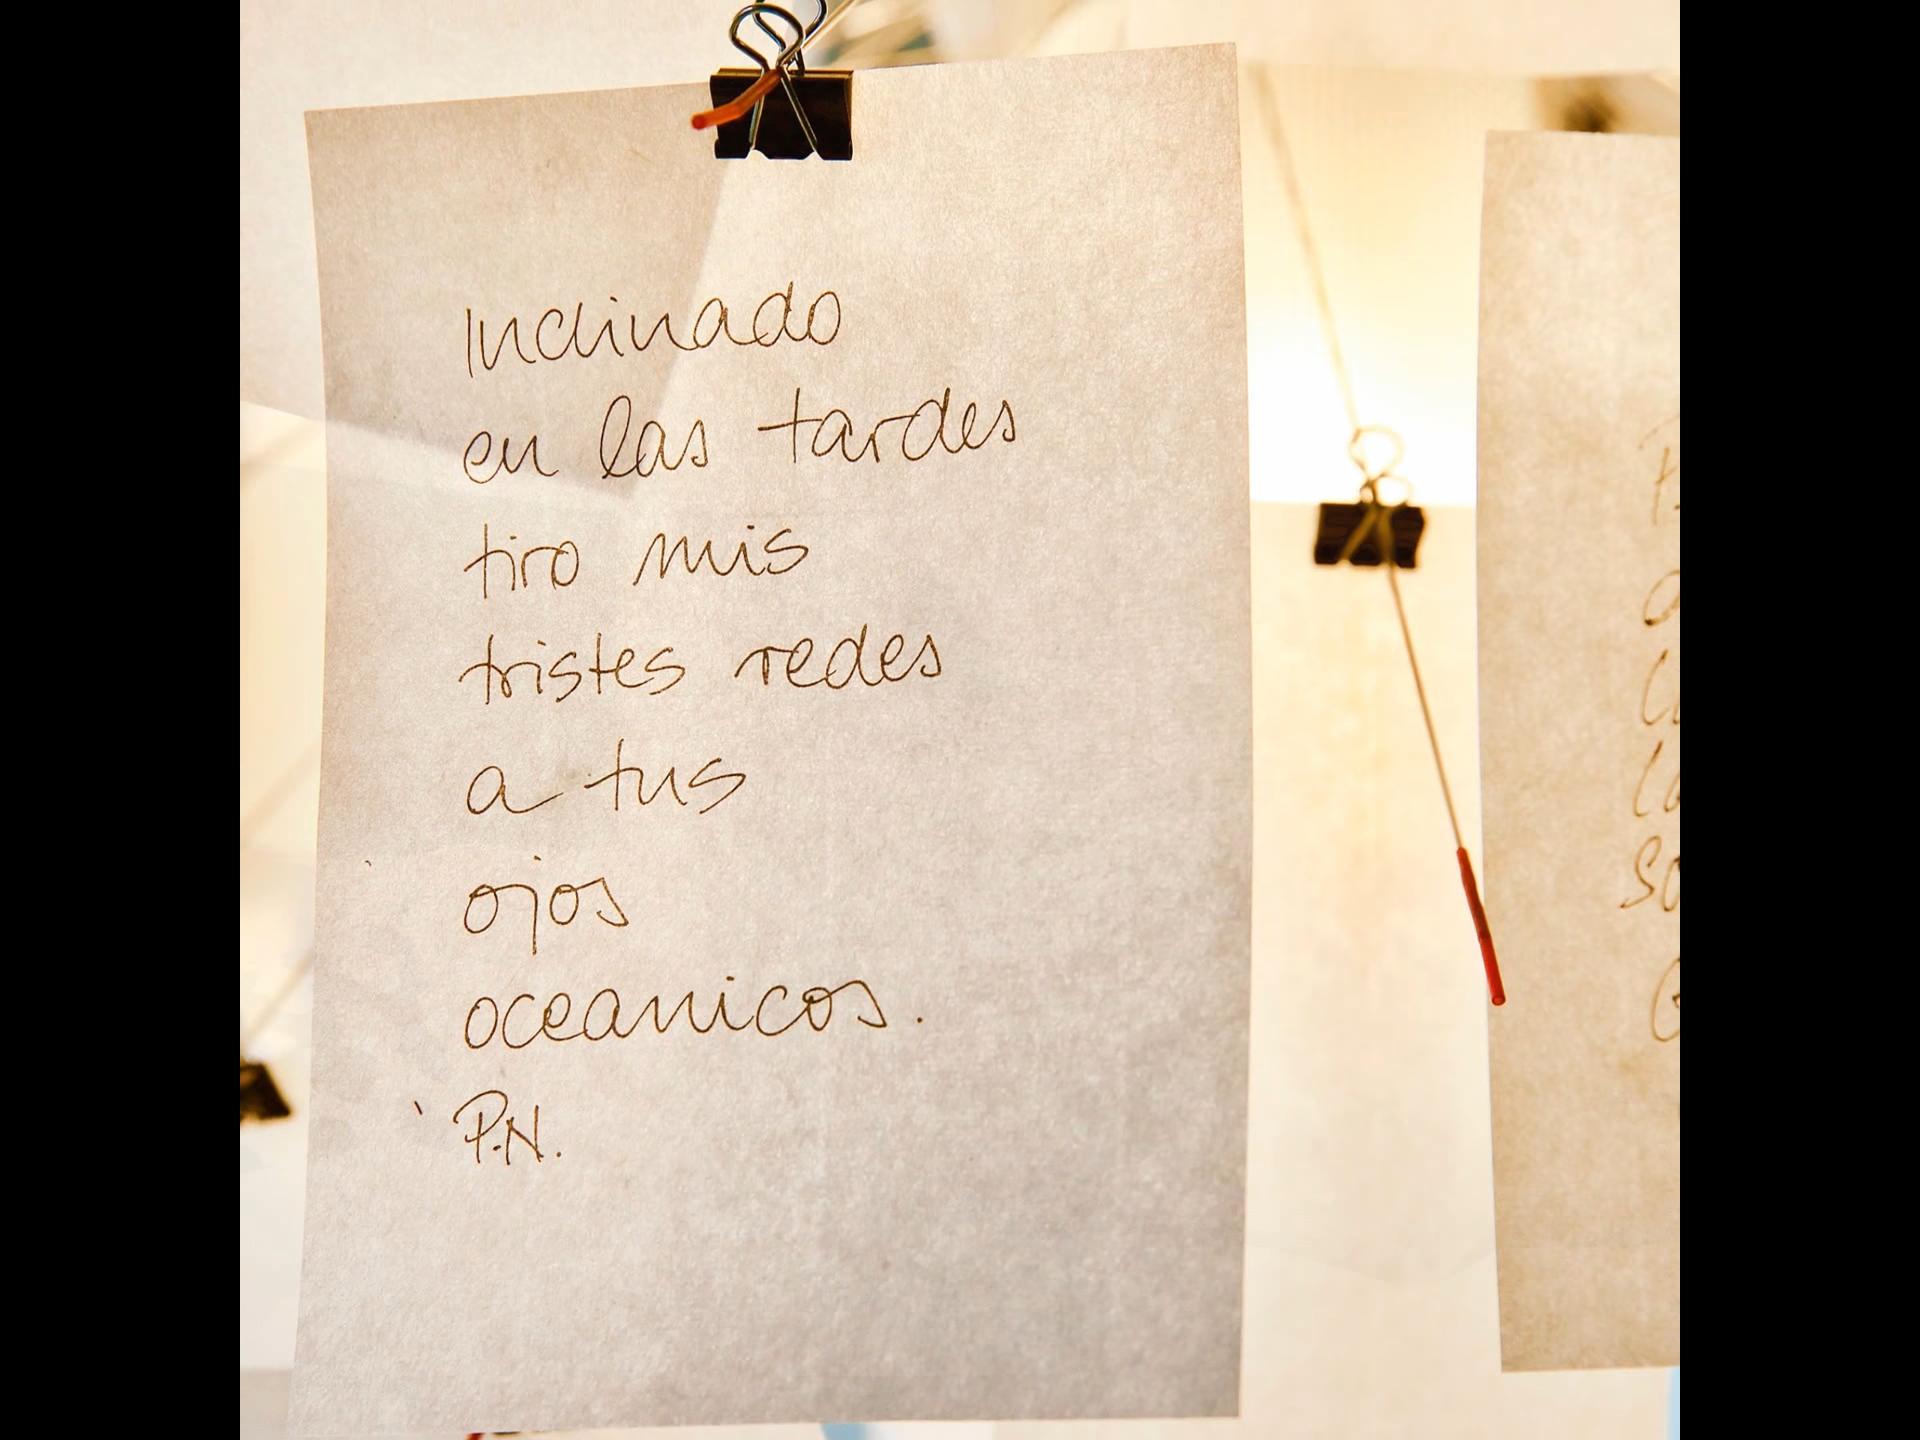 Inclinado
en las tardes
tiro mis
tristes redes
a tus
ojos
oceanicos.
P.N.